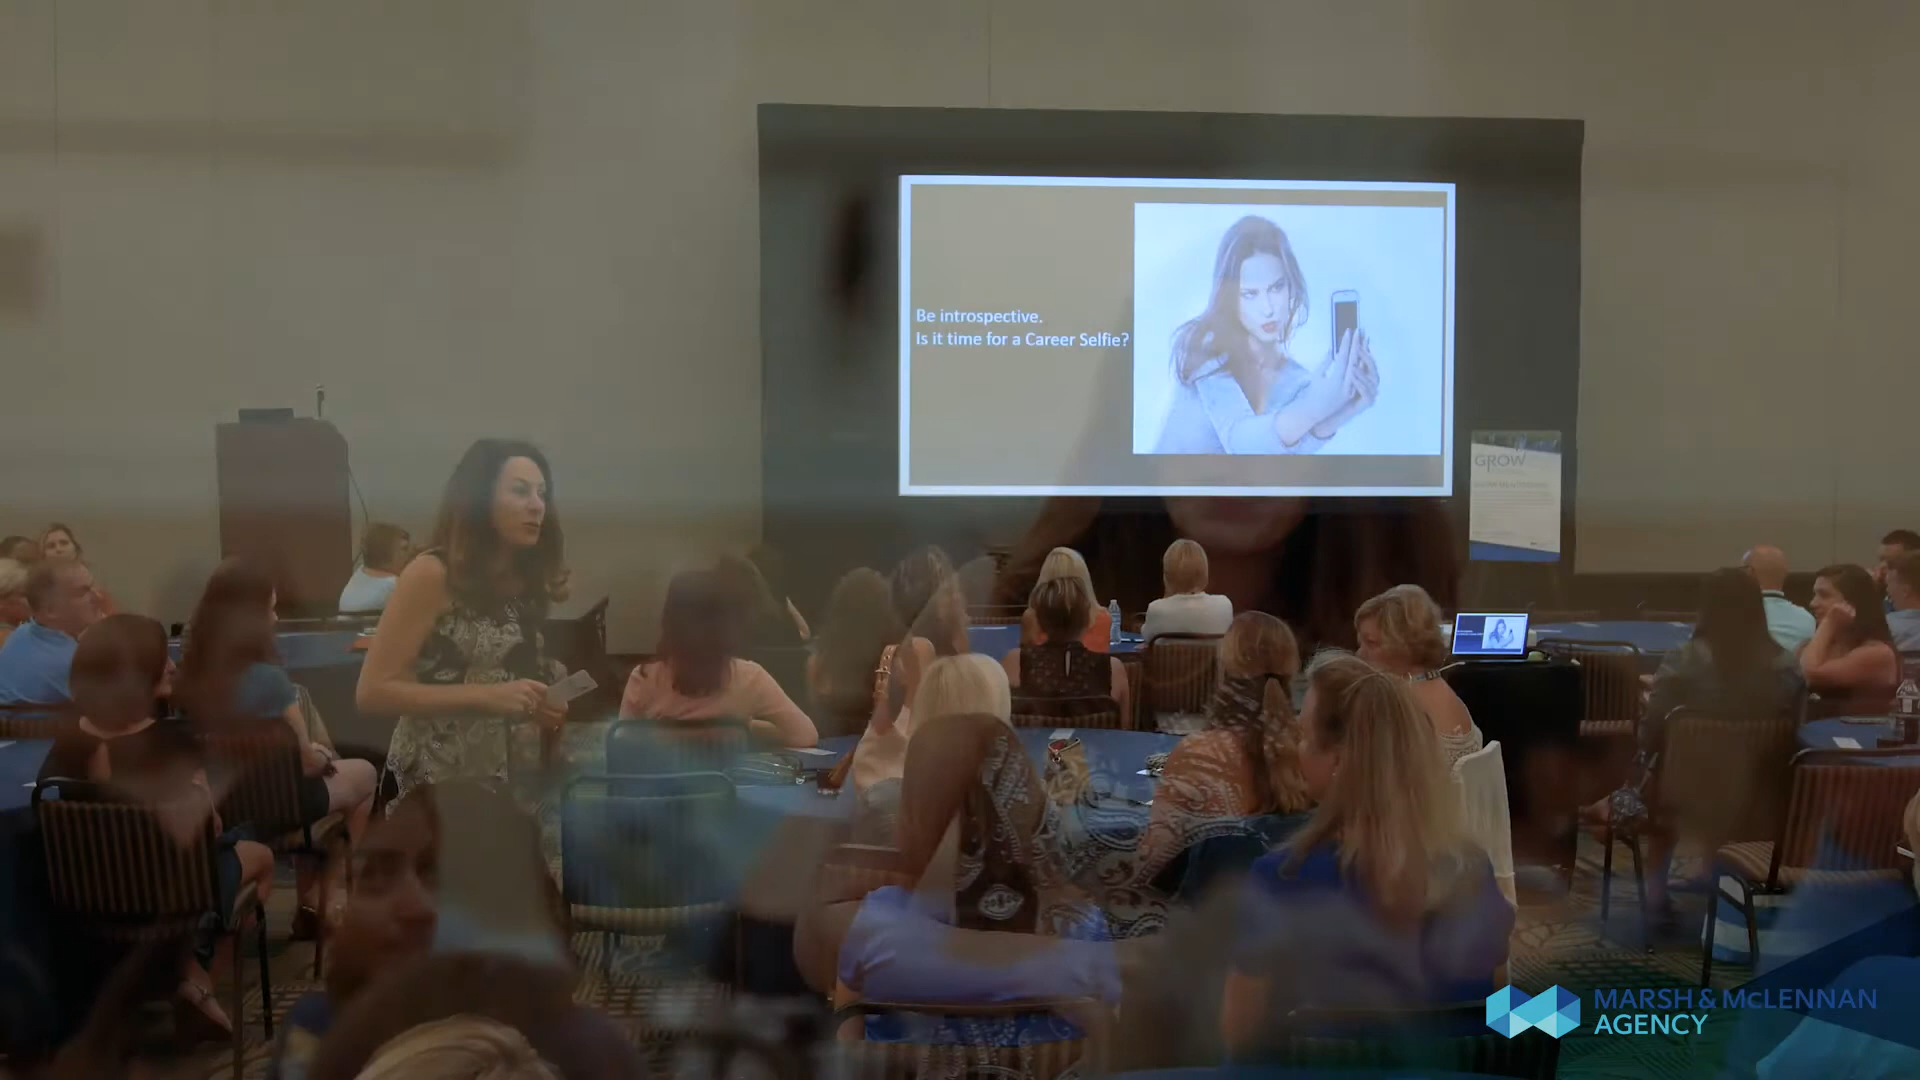 Be introspective.
Is it time for a Career Selfie?
GROW
MARSH & McLENNAN
AGENCY